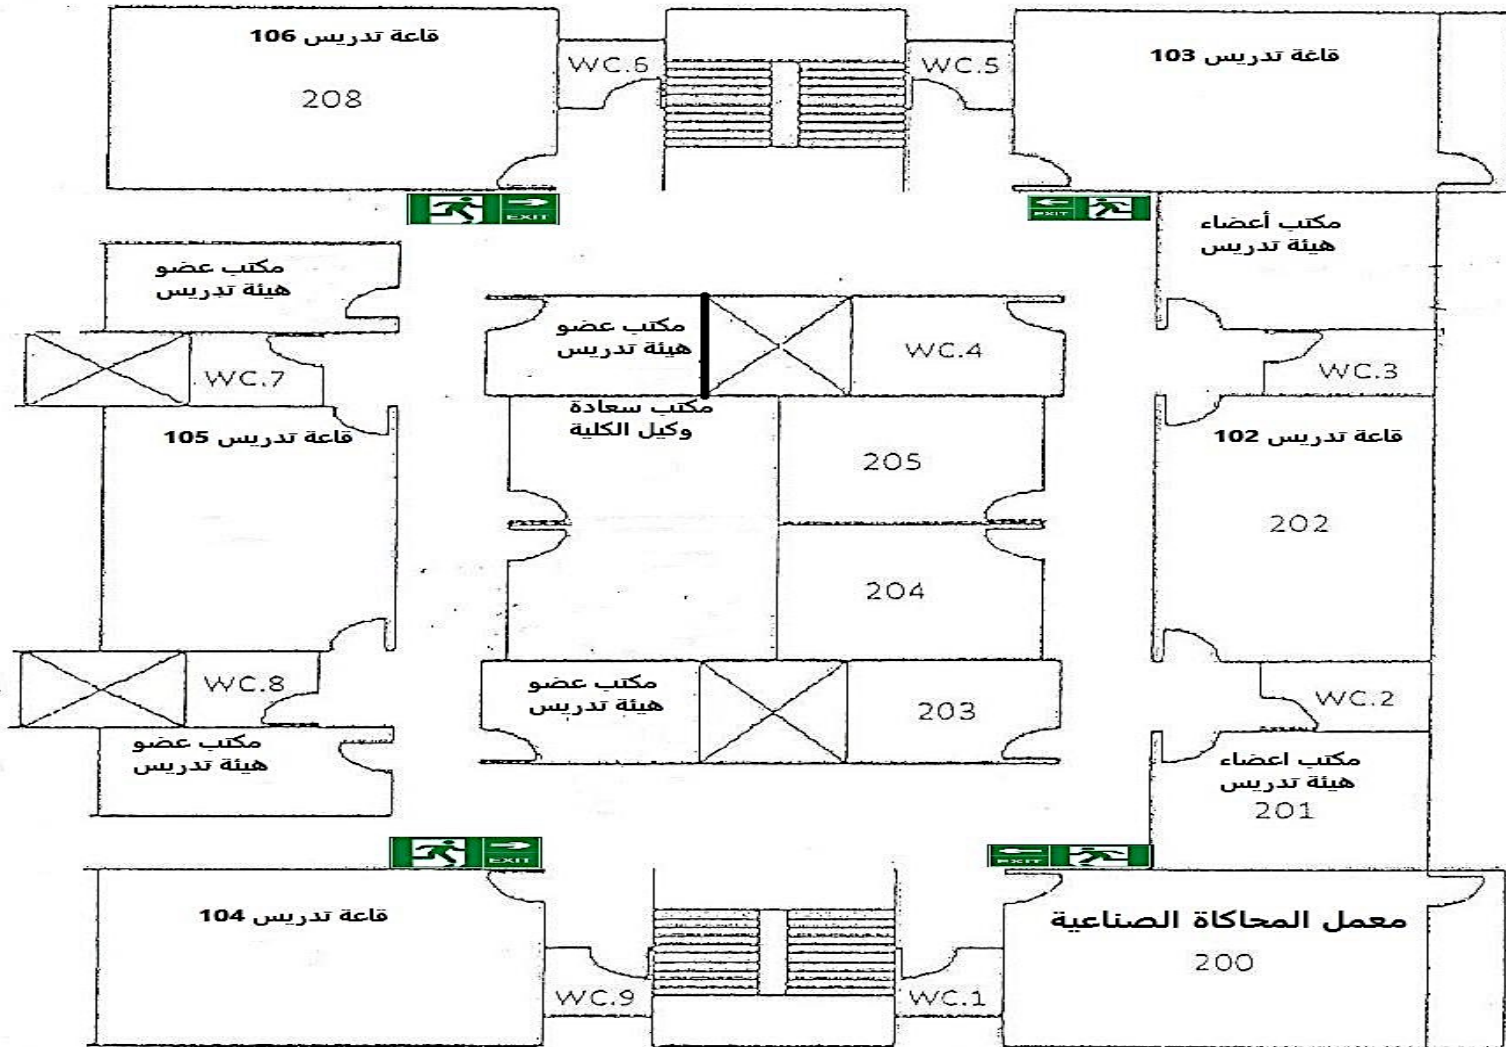 قاعة تدريس 106
208
WC.6
WC.5
قاغة تدريس 103
EXIT
EXIT
مكتب أعضاء
هيئة تدريس
مكتب عضو
هيئة تدريس
مكتب عضو
هيئة تدريس
WC.4
WC.3
WC.7
مكتب سعادة
وكيل الكلية
قاعة تدريس 105
205
قاعة تدريس 102
202
204
WC.8
مكتب عضو
هيئة تدريس
203
WC.2
مكتب عضو
هيئة تدريس
مكتب اعضاء
هيئة تدريس
201
EXIT
EXIT
قاعة تدريس 104
معمل المحاكاة الصناعية
200
WC.9
WC.1